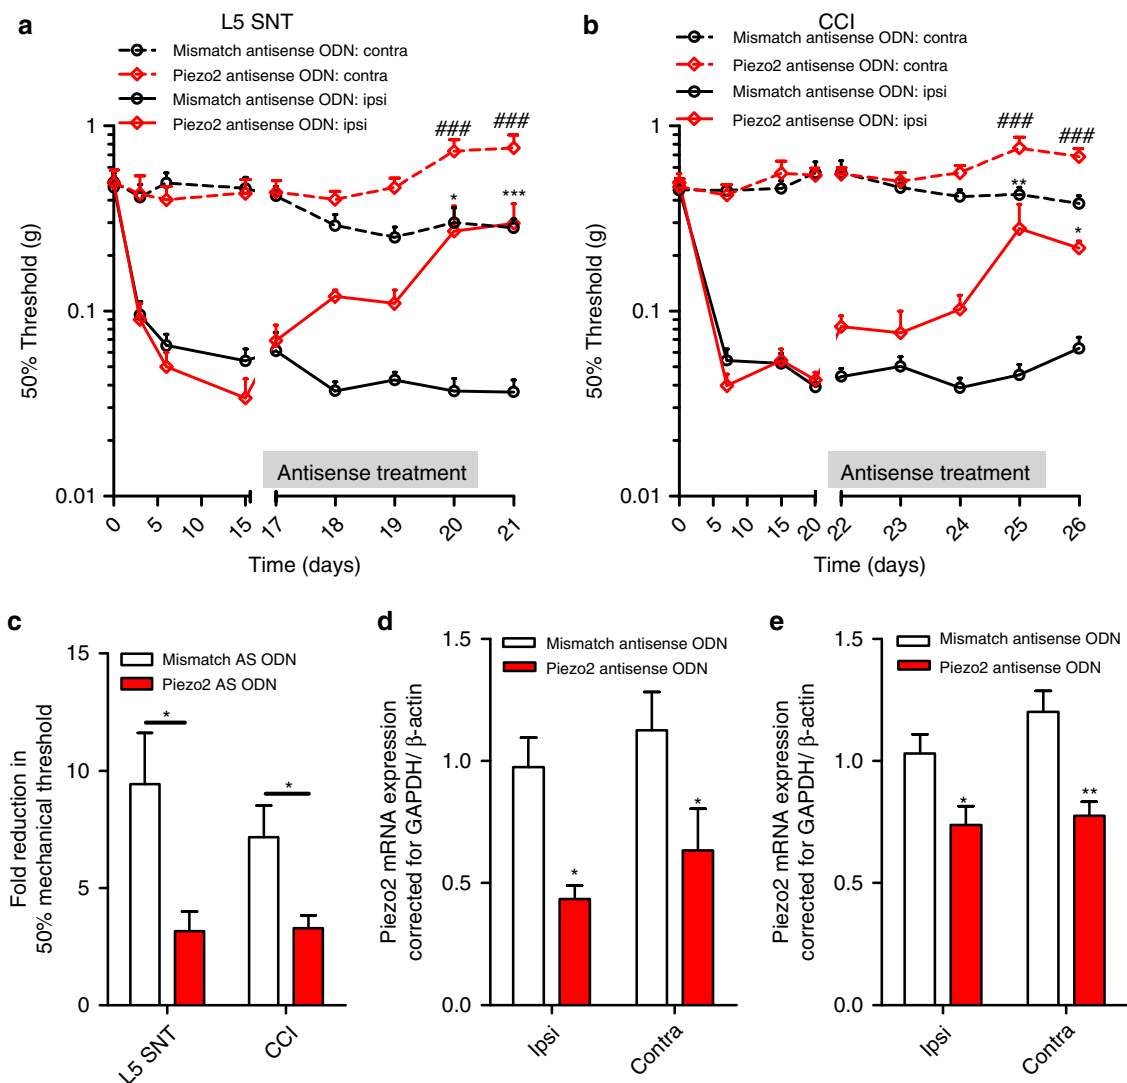 a
L5 SNT
Mismatch antisense ODN: contra
Piezo2 antisense ODN: contra
Mismatch antisense ODN: ipsi
Piezo2 antisense ODN: ipsi
###
###
*
***
1
0.1
0.01
50% Threshold (g)
Antisense treatment
0
5
10
15
17
18
19
20
21
Time (days)
b
CCI
Mismatch antisense ODN: contra
Piezo2 antisense ODN: contra
Mismatch antisense ODN: ipsi
Piezo2 antisense ODN: ipsi
###
###
**
*
1
0.1
0.01
50% Threshold (g)
Antisense treatment
0
5
10
15
20
22
23
24
25
26
Time (days)
c
Mismatch AS ODN
Piezo2 AS ODN
*
*
15
10
5
0
Fold reduction in
50% mechanical threshold
L5 SNT
CCI
d
Mismatch antisense ODN
Piezo2 antisense ODN
*
*
1.5
1.0
0.5
0.0
Piezo2 mRNA expression
corrected for GAPDH/ β-actin
Ipsi
Contra
e
Mismatch antisense ODN
Piezo2 antisense ODN
*
**
1.5
1.0
0.5
0.0
Piezo2 mRNA expression
corrected for GAPDH/ β-actin
Ipsi
Contra